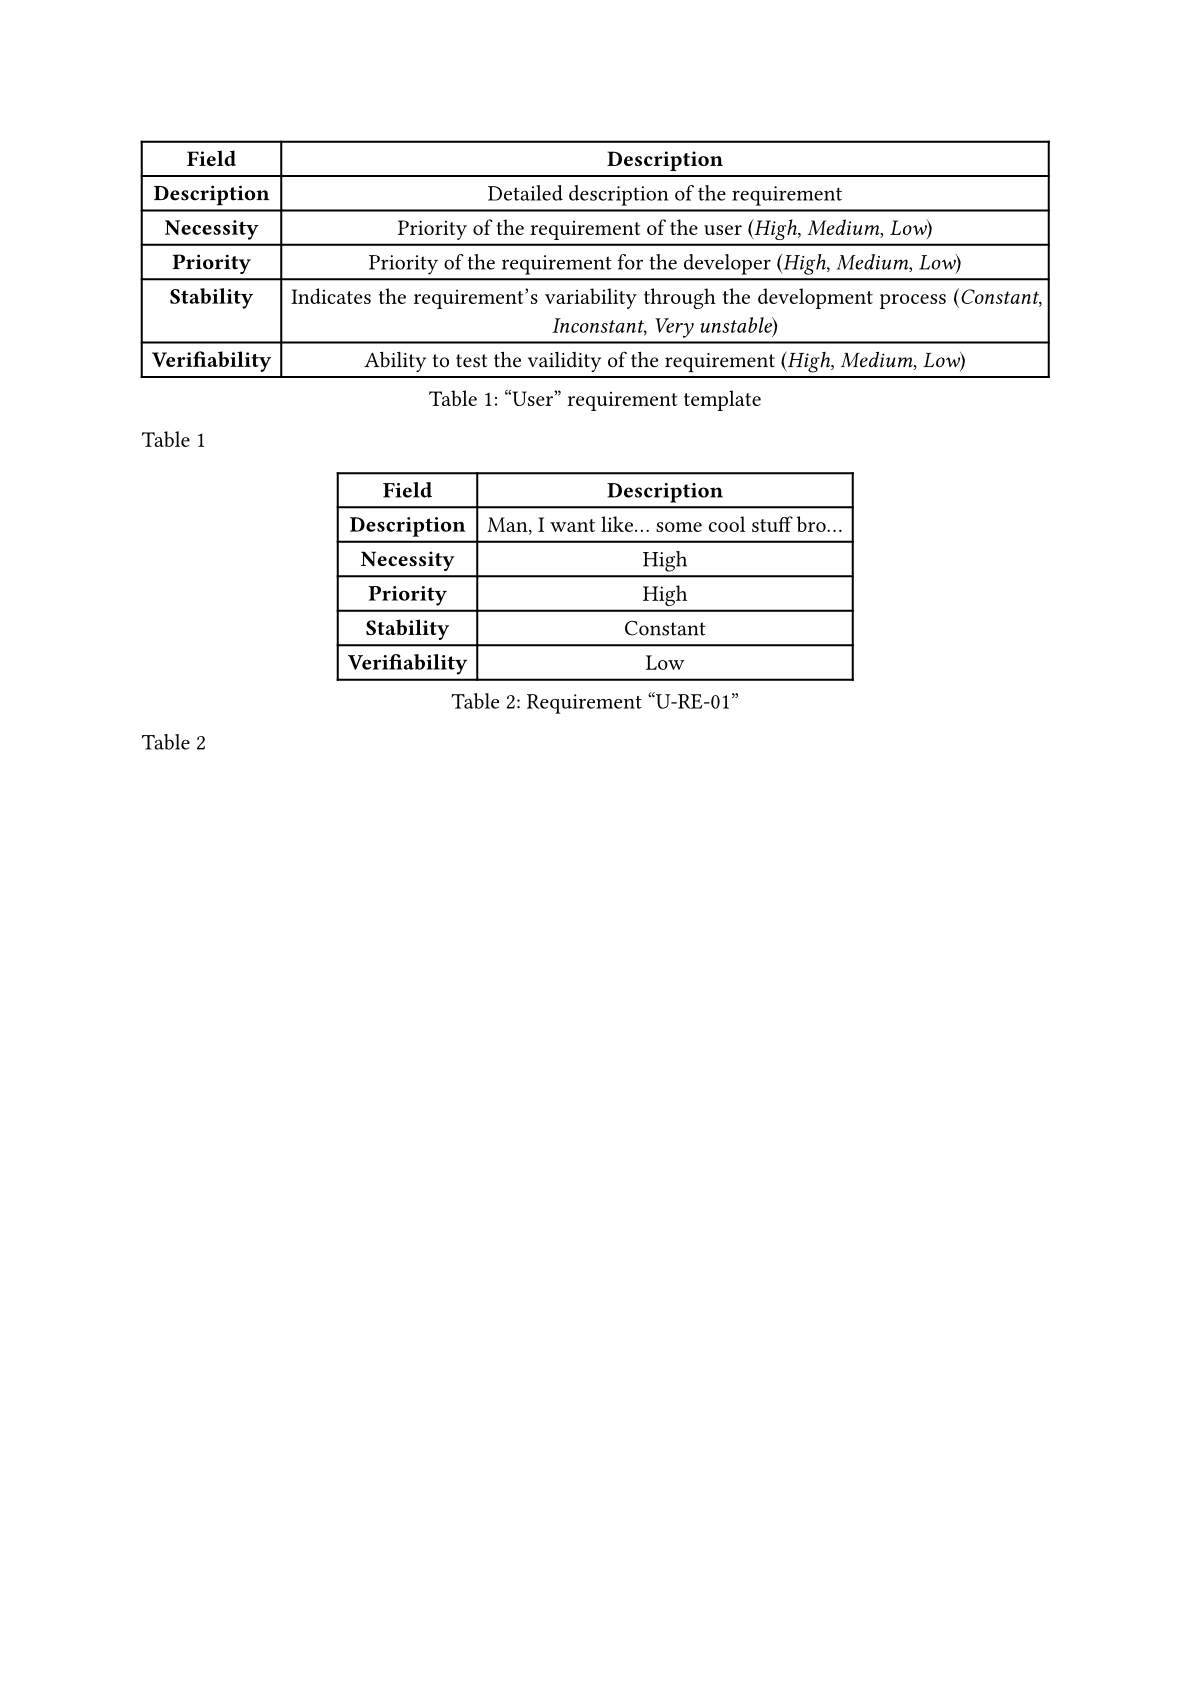 Field Description
Description Detailed description of the requirement
Necessity Priority of the requirement of the user (High, Medium, Low)
Priority Priority of the requirement for the developer (High, Medium, Low)
Stability Indicates the requirement’s variability through the development process (Constant,
Inconstant, Very unstable)
Verifiability Ability to test the vailidity of the requirement (High, Medium, Low)
Table 1: “User” requirement template
Table 1
Field Description
Description Man, I want like… some cool stuff bro…
Necessity High
Priority High
Stability Constant
Verifiability Low
Table 2: Requirement “U-RE-01”
Table 2